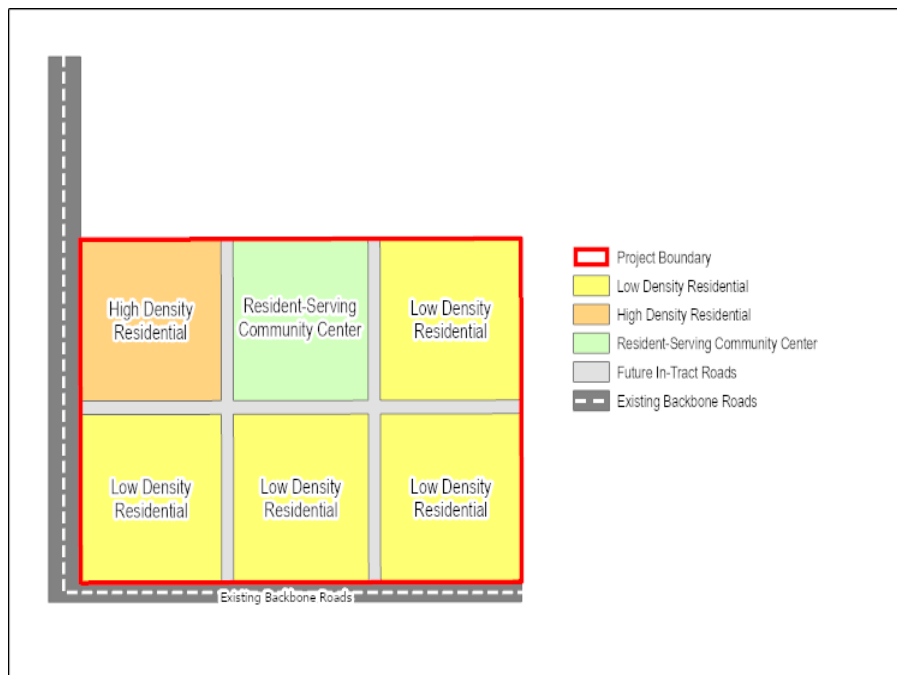 High Density
Residential
Resident-Serving
Community Center
Low Density
Residential
Low Density
Residential
Low Density
Residential
Low Density
Residential
Existing Backbone Roads
Project Boundary
Low Density Residential
High Density Residential
Resident-Serving Community Center
Future In-Tract Roads
Existing Backbone Roads